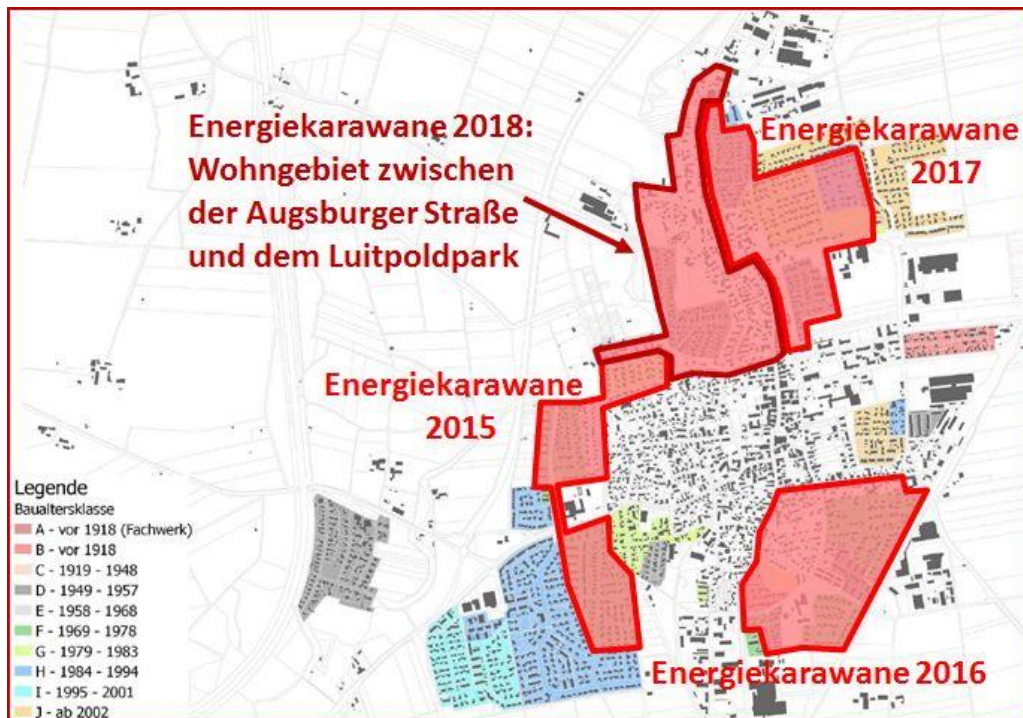 Energiekarawane 2018:
Wohngebiet zwischen
der Augsburger Straße
und dem Luitpoldpark
Energiekarawane
2017
Energiekarawane
2015
Energiekarawane 2016
Legende
Baualtersklasse
A - vor 1918 (Fachwerk)
B - vor 1918
C - 1919 - 1948
D - 1949 - 1957
E - 1958 - 1968
F - 1969 - 1978
G - 1979 - 1983
H - 1984 - 1994
I - 1995 - 2001
J - ab 2002